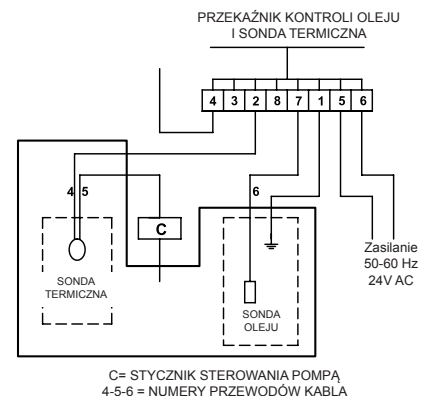 PRZEKAŹNIK KONTROLI OLEJU
I SONDA TERMICZNA
4 3 2 8 7 1 5 6
4 5
6
C
SONDA
TERMICZNA
SONDA
OLEJU
Zasilanie
50-60 Hz
24V AC
C= STYCZNIK STEROWANIA POMPĄ
4-5-6 = NUMERY PRZEWODÓW KABLA